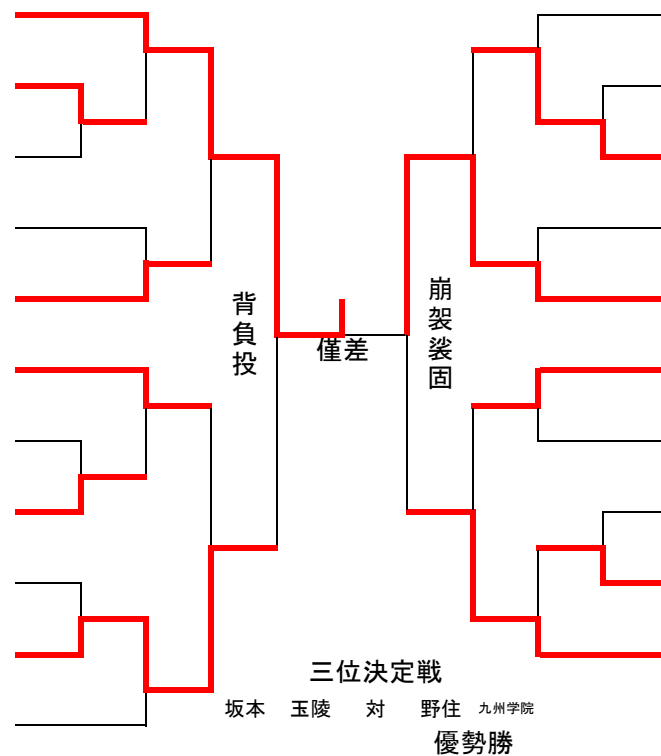 背負投
僅差
崩袈裟固
三位決定戦
坂本 玉陵 対 野住 九州学院
優勢勝